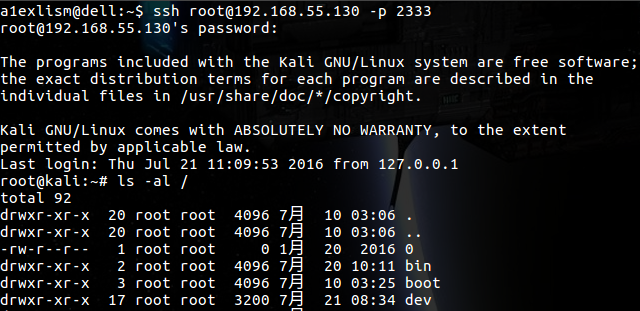 a1exlism@dell:~$ ssh root@192.168.55.130 -p 2333
root@192.168.55.130's password:
The programs included with the Kali GNU/Linux system are free software;
the exact distribution terms for each program are described in the
individual files in /usr/share/doc/*/copyright.
Kali GNU/Linux comes with ABSOLUTELY NO WARRANTY, to the extent
permitted by applicable law.
Last login: Thu Jul 21 11:09:53 2016 from 127.0.0.1
root@kali:~# ls -al /
total 92
drwxr-xr-x  20 root root  4096 7月  10 03:06 .
drwxr-xr-x  20 root root  4096 7月  10 03:06 ..
-rw-r--r--   1 root root     0 1月  20  2016 0
drwxr-xr-x   2 root root  4096 7月  20 10:11 bin
drwxr-xr-x   3 root root  4096 7月  10 03:25 boot
drwxr-xr-x  17 root root  3200 7月  21 08:34 dev